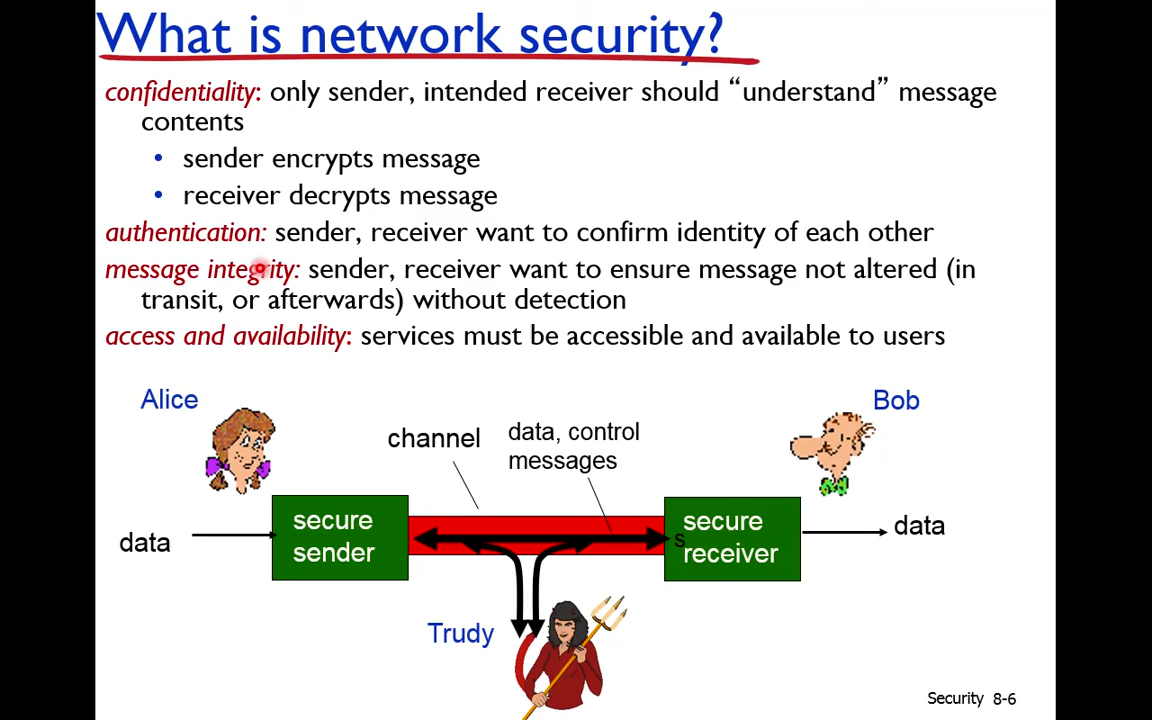 What is network security?
confidentiality: only sender, intended receiver should “understand” message
contents
• sender encrypts message
• receiver decrypts message
authentication: sender, receiver want to confirm identity of each other
message integrity: sender, receiver want to ensure message not altered (in
transit, or afterwards) without detection
access and availability: services must be accessible and available to users
Alice
Bob
channel
data, control
messages
data
secure
sender
s
secure
receiver
data
Trudy
Security 8-6